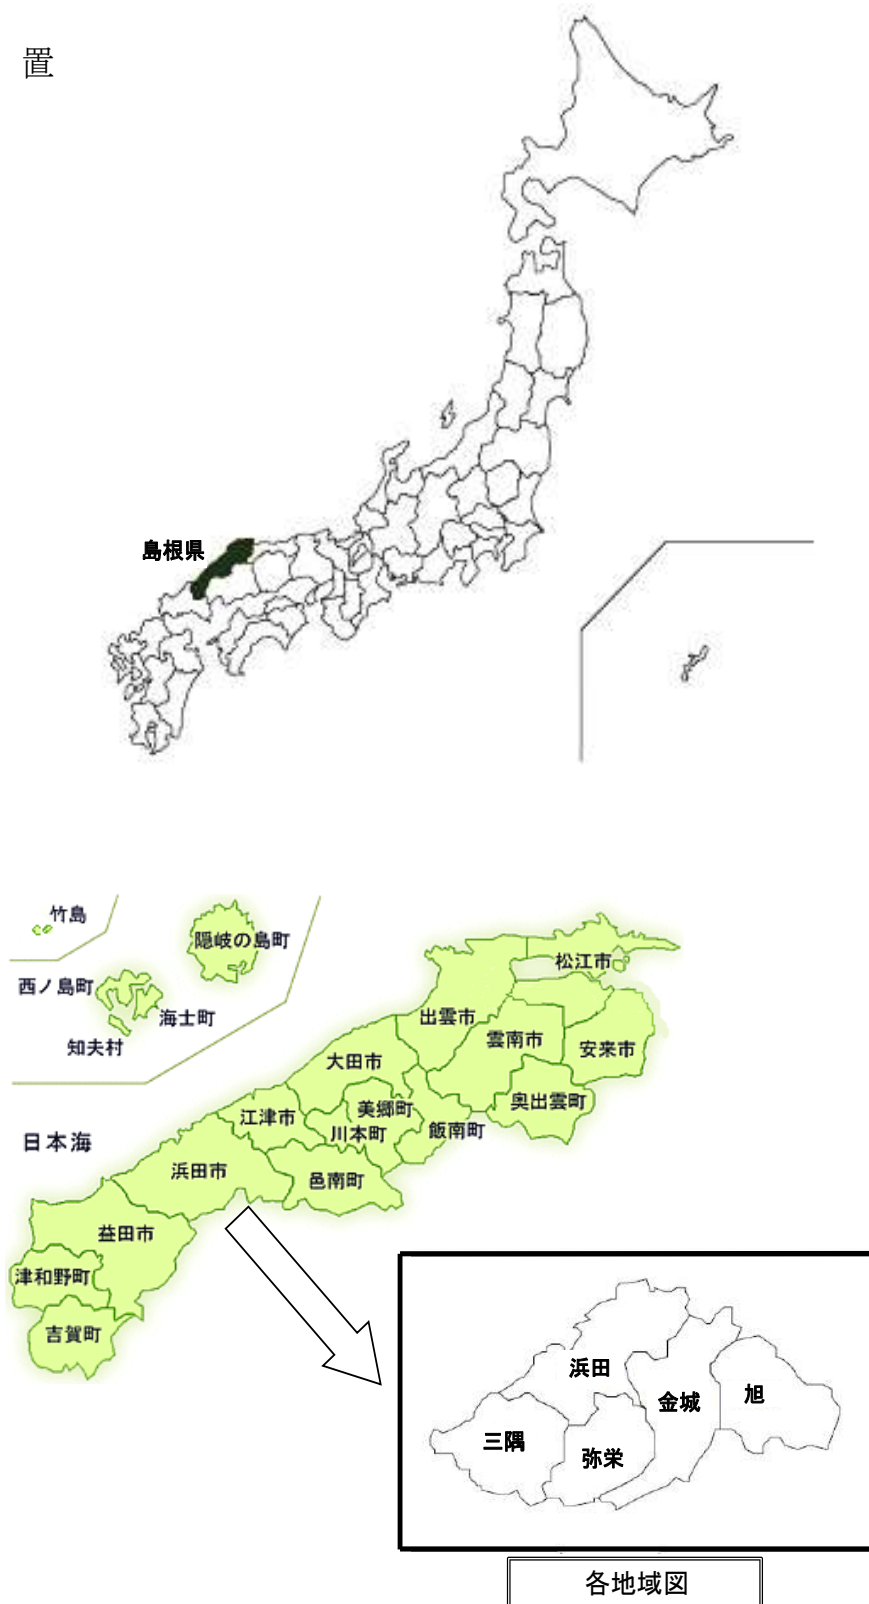 置
島根県
竹島
隠岐の島町
西ノ島町
海士町
知夫村
松江市
出雲市
雲南市
安来市
大田市
奥出雲町
美郷町
江津市
川本町
飯南町
日本海
浜田市
邑南町
益田市
津和野町
吉賀町
浜田
金城
旭
三隅
弥栄
各地域図